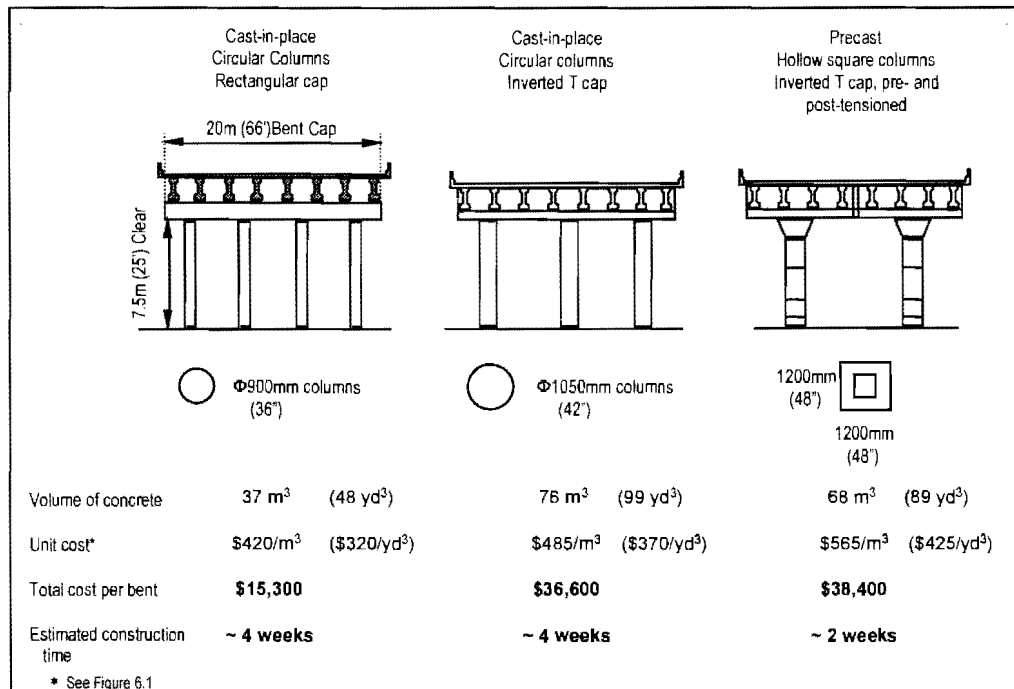 Cast-in-place
Circular Columns
Rectangular cap
Cast-in-place
Circular columns
Inverted T cap
Precast
Hollow square columns
Inverted T cap, pre- and
post-tensioned
20m (66')Bent Cap
7.5m (25') Clear
Φ900mm columns
(36")
Φ1050mm columns
(42")
1200mm
(48")
1200mm
(48")
Volume of concrete 37 m³ (48 yd³) 76 m³ (99 yd³) 68 m³ (89 yd³)
Unit cost* $420/m³ ($320/yd³) $485/m³ ($370/yd³) $565/m³ ($425/yd³)
Total cost per bent $15,300 $36,600 $38,400
Estimated construction ~ 4 weeks ~ 4 weeks ~ 2 weeks
time
* See Figure 6.1